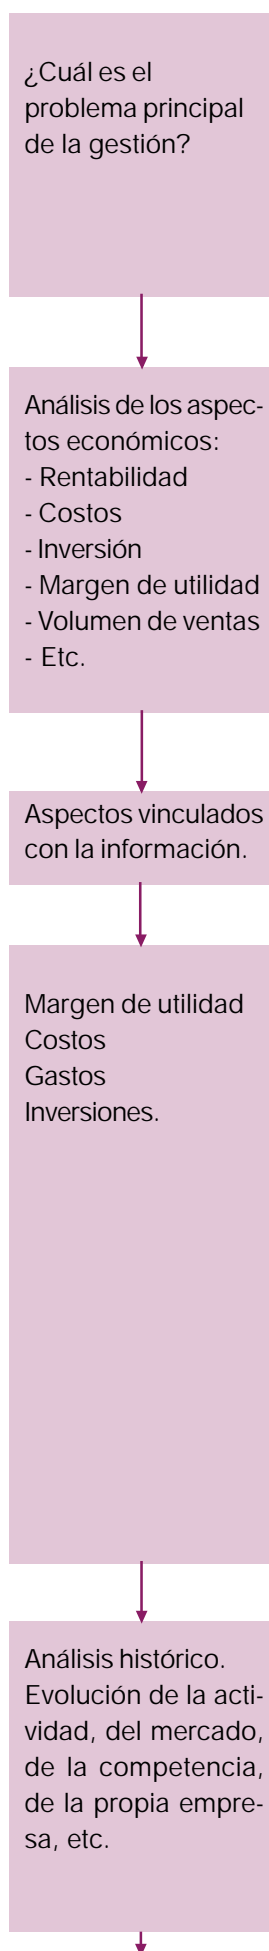 ¿Cuál es el
problema principal
de la gestión?
Análisis de los aspec-
tos económicos:
- Rentabilidad
- Costos
- Inversión
- Margen de utilidad
- Volumen de ventas
- Etc.
Aspectos vinculados
con la información.
Margen de utilidad
Costos
Gastos
Inversiones.
Análisis histórico.
Evolución de la acti-
vidad, del mercado,
de la competencia,
de la propia empre-
sa, etc.